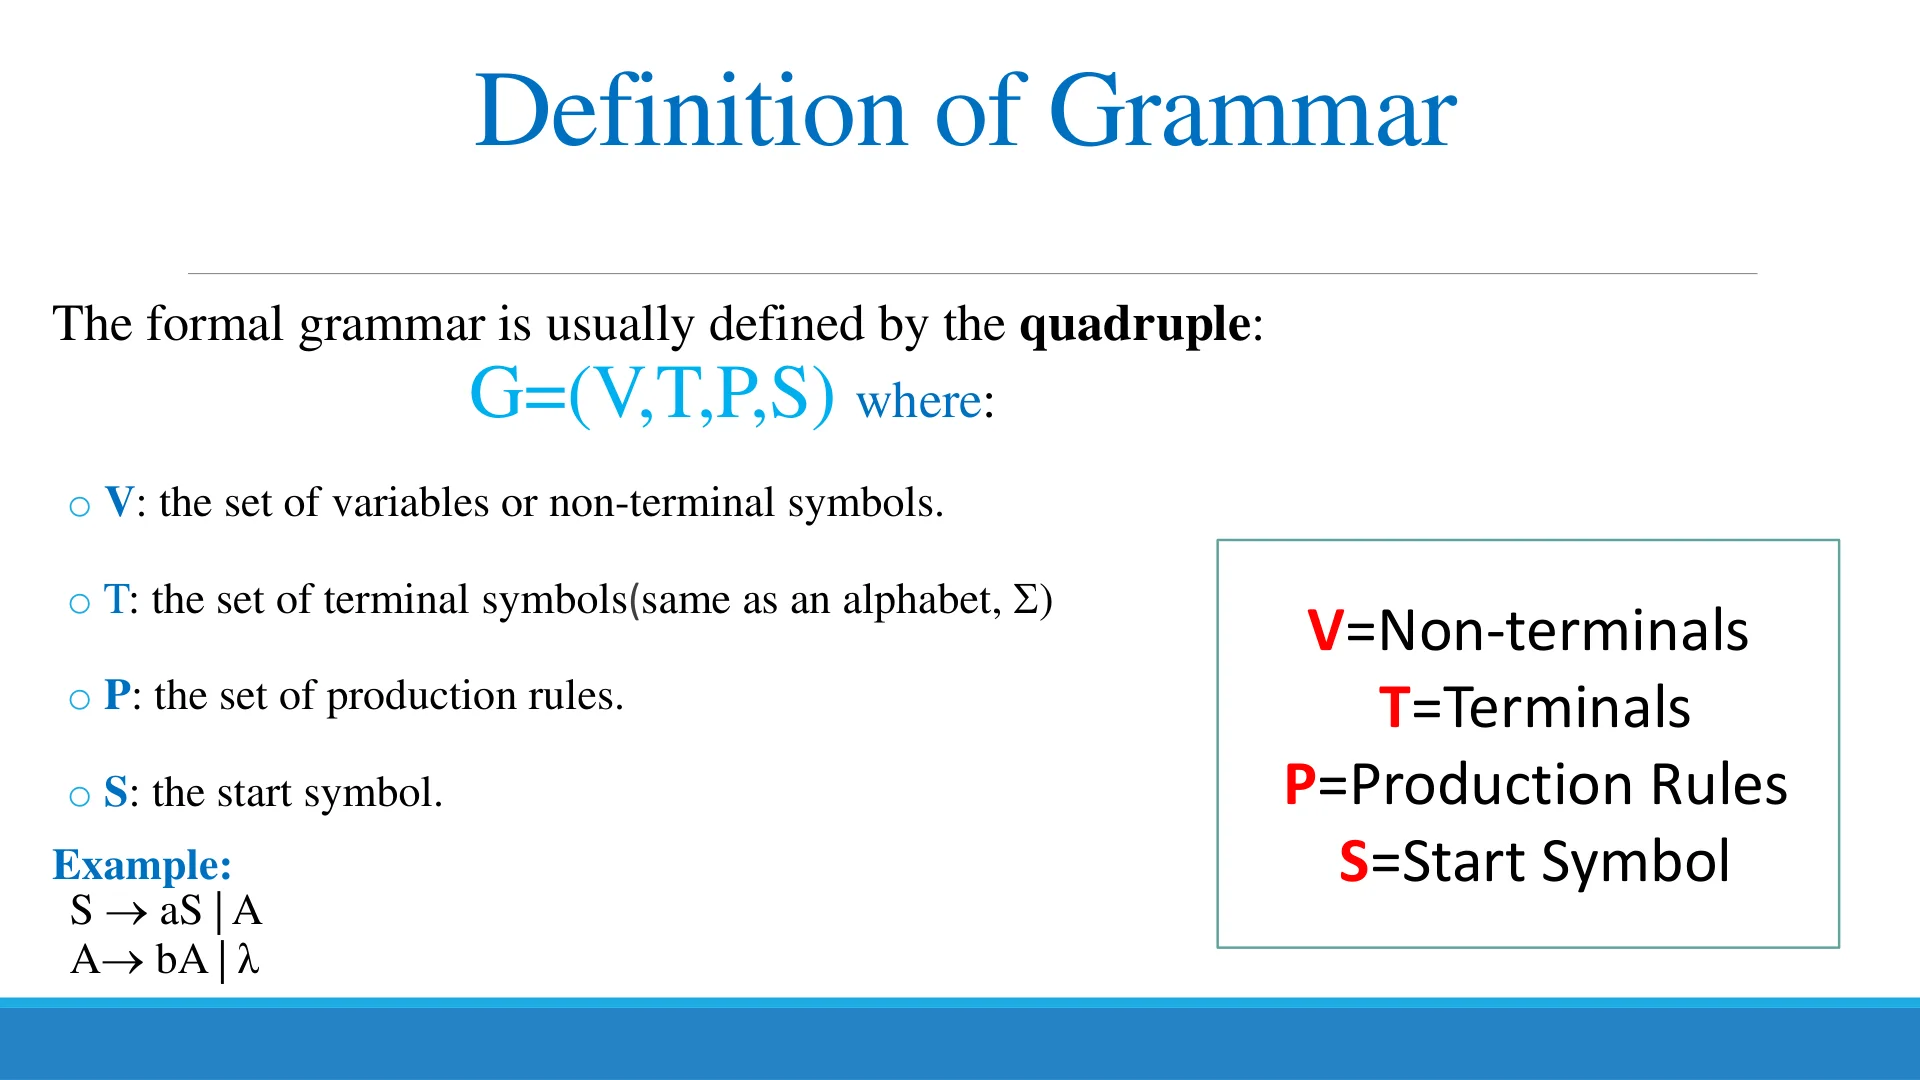 Definition of Grammar
The formal grammar is usually defined by the quadruple:
G=(V,T,P,S) where:
o V: the set of variables or non-terminal symbols.
o T: the set of terminal symbols(same as an alphabet, Σ)
o P: the set of production rules.
o S: the start symbol.
Example:
S → aS | A
A→ bA | λ
V=Non-terminals
T=Terminals
P=Production Rules
S=Start Symbol